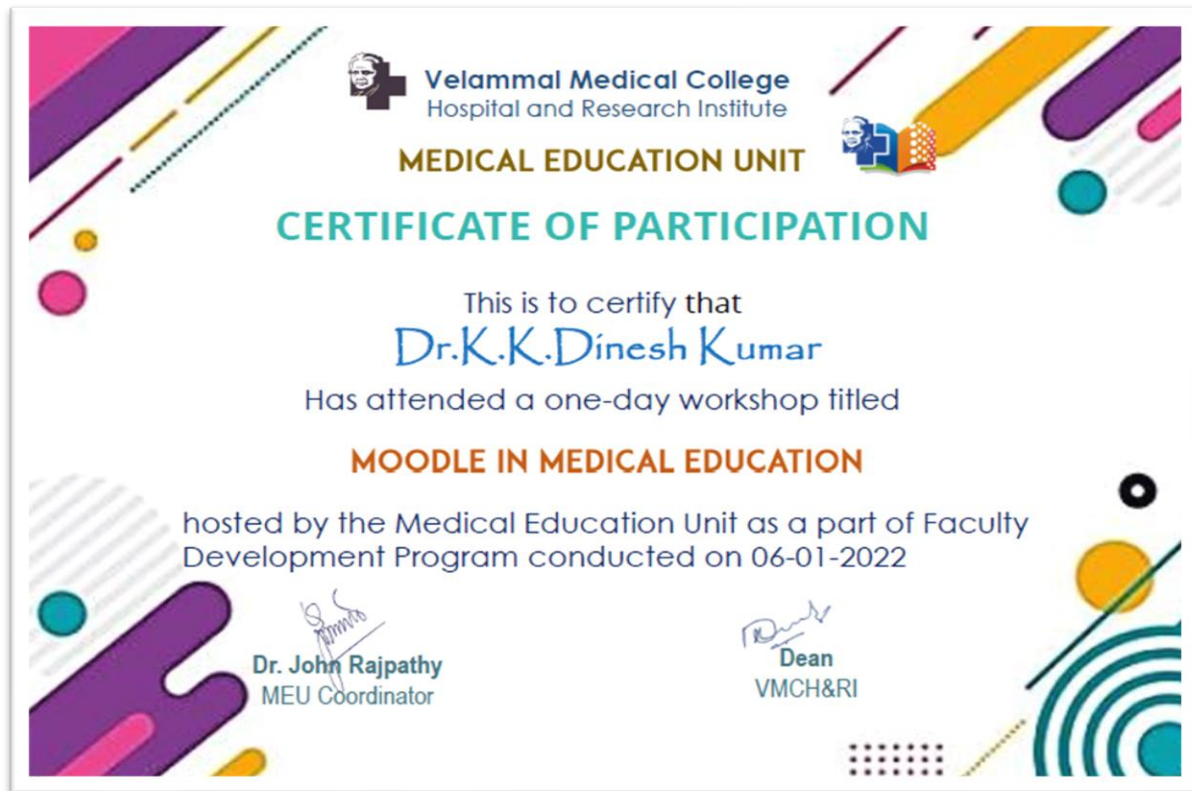 Velammal Medical College
Hospital and Research Institute
MEDICAL EDUCATION UNIT
CERTIFICATE OF PARTICIPATION
This is to certify that
Dr.K.K.Dinesh Kumar
Has attended a one-day workshop titled
MOODLE IN MEDICAL EDUCATION
hosted by the Medical Education Unit as a part of Faculty
Development Program conducted on 06-01-2022
Dr. John Rajpathy
MEU Coordinator
Dean
VMCH&RI